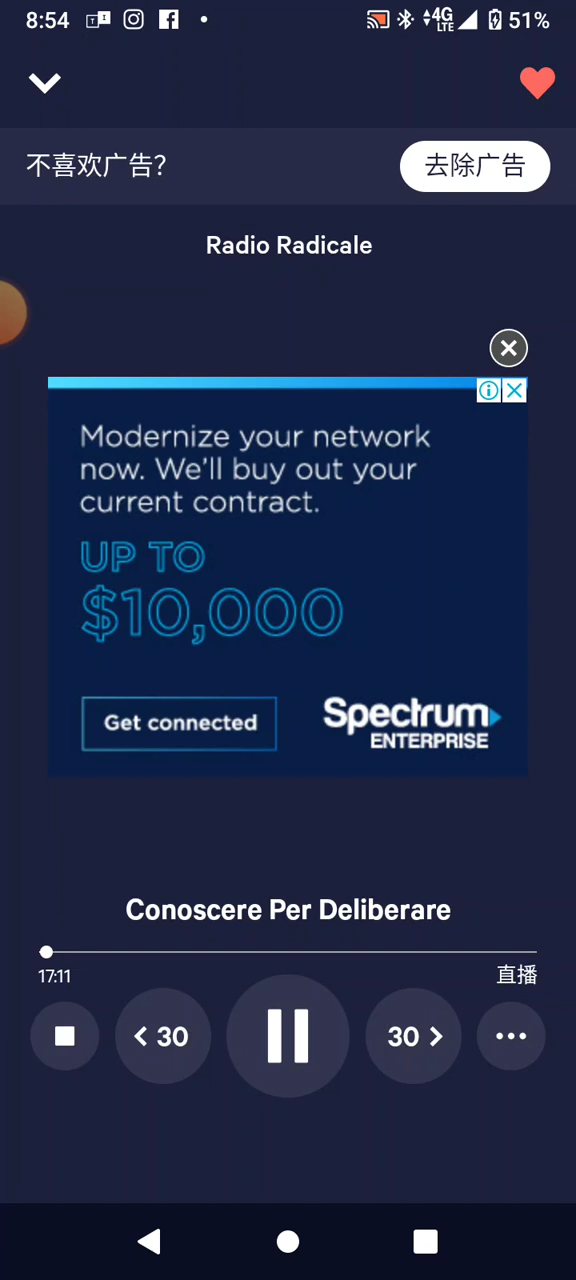 8:54
4G
LTE
51%
不喜欢广告?
去除广告
Radio Radicale
Modernize your network
now. We'll buy out your
current contract.
UP TO
$10,000
Get connected
Spectrum
ENTERPRISE
Conoscere Per Deliberare
17:11
直播
30
30